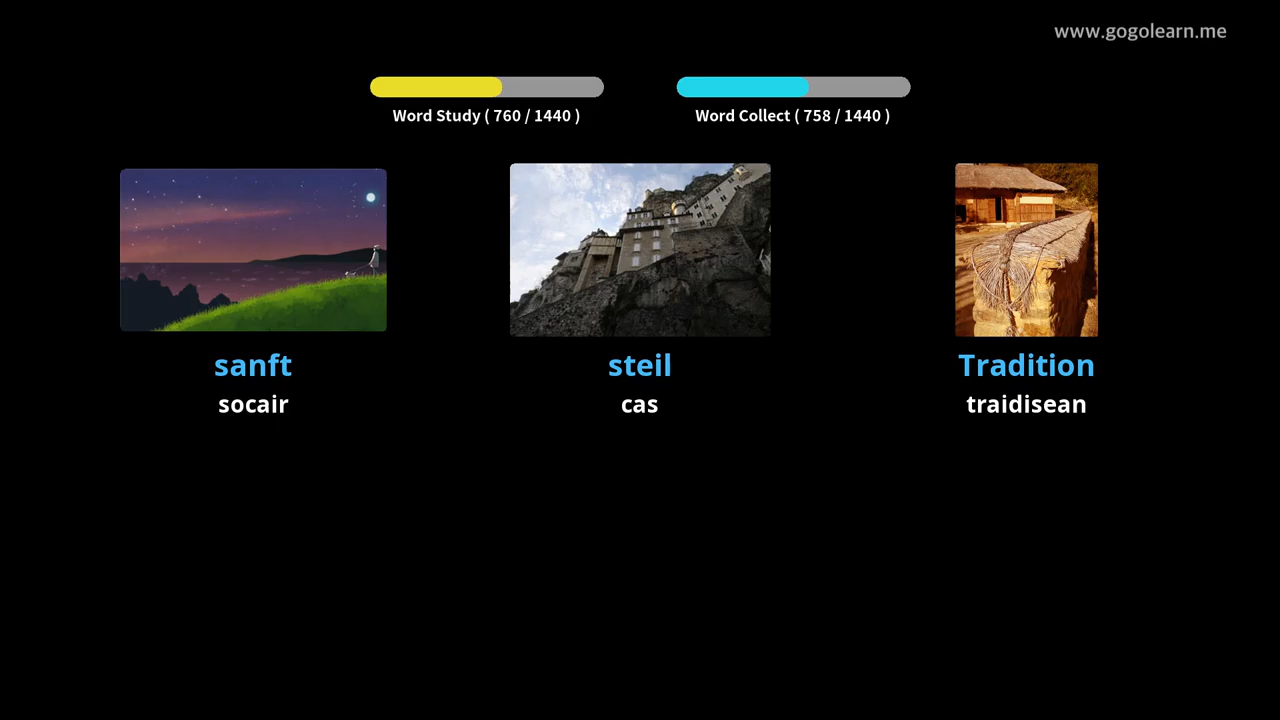 www.gogolearn.me
Word Study ( 760 / 1440 )
Word Collect ( 758 / 1440 )
sanft
steil
Tradition
socair
cas
traidisean